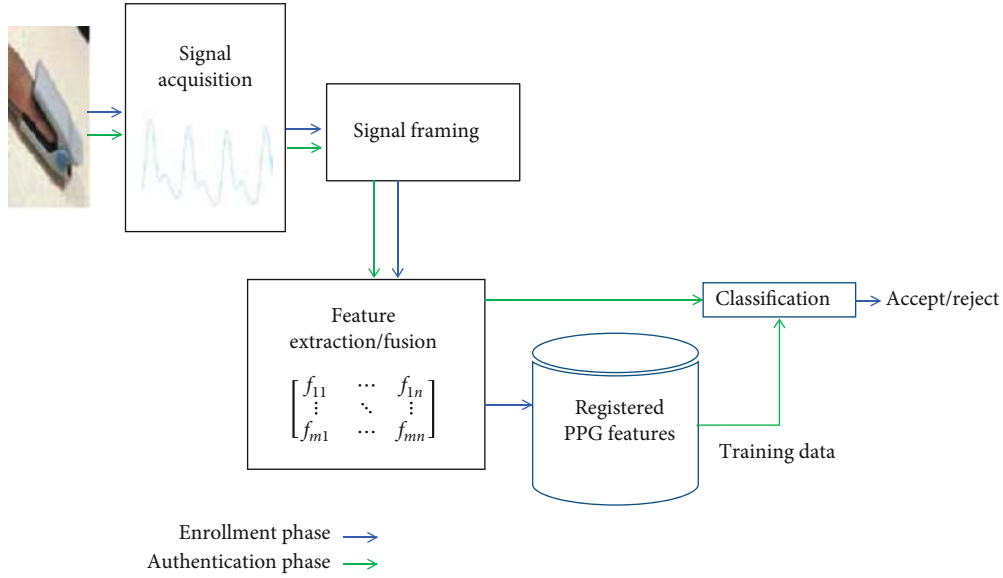 Signal
acquisition
Signal framing
Feature
extraction/fusion
f11 ⋯ f1n
⋮ ⋱ ⋮
fm1 ⋯ fmn
Classification
Accept/reject
Registered
PPG features
Training data
Enrollment phase
Authentication phase